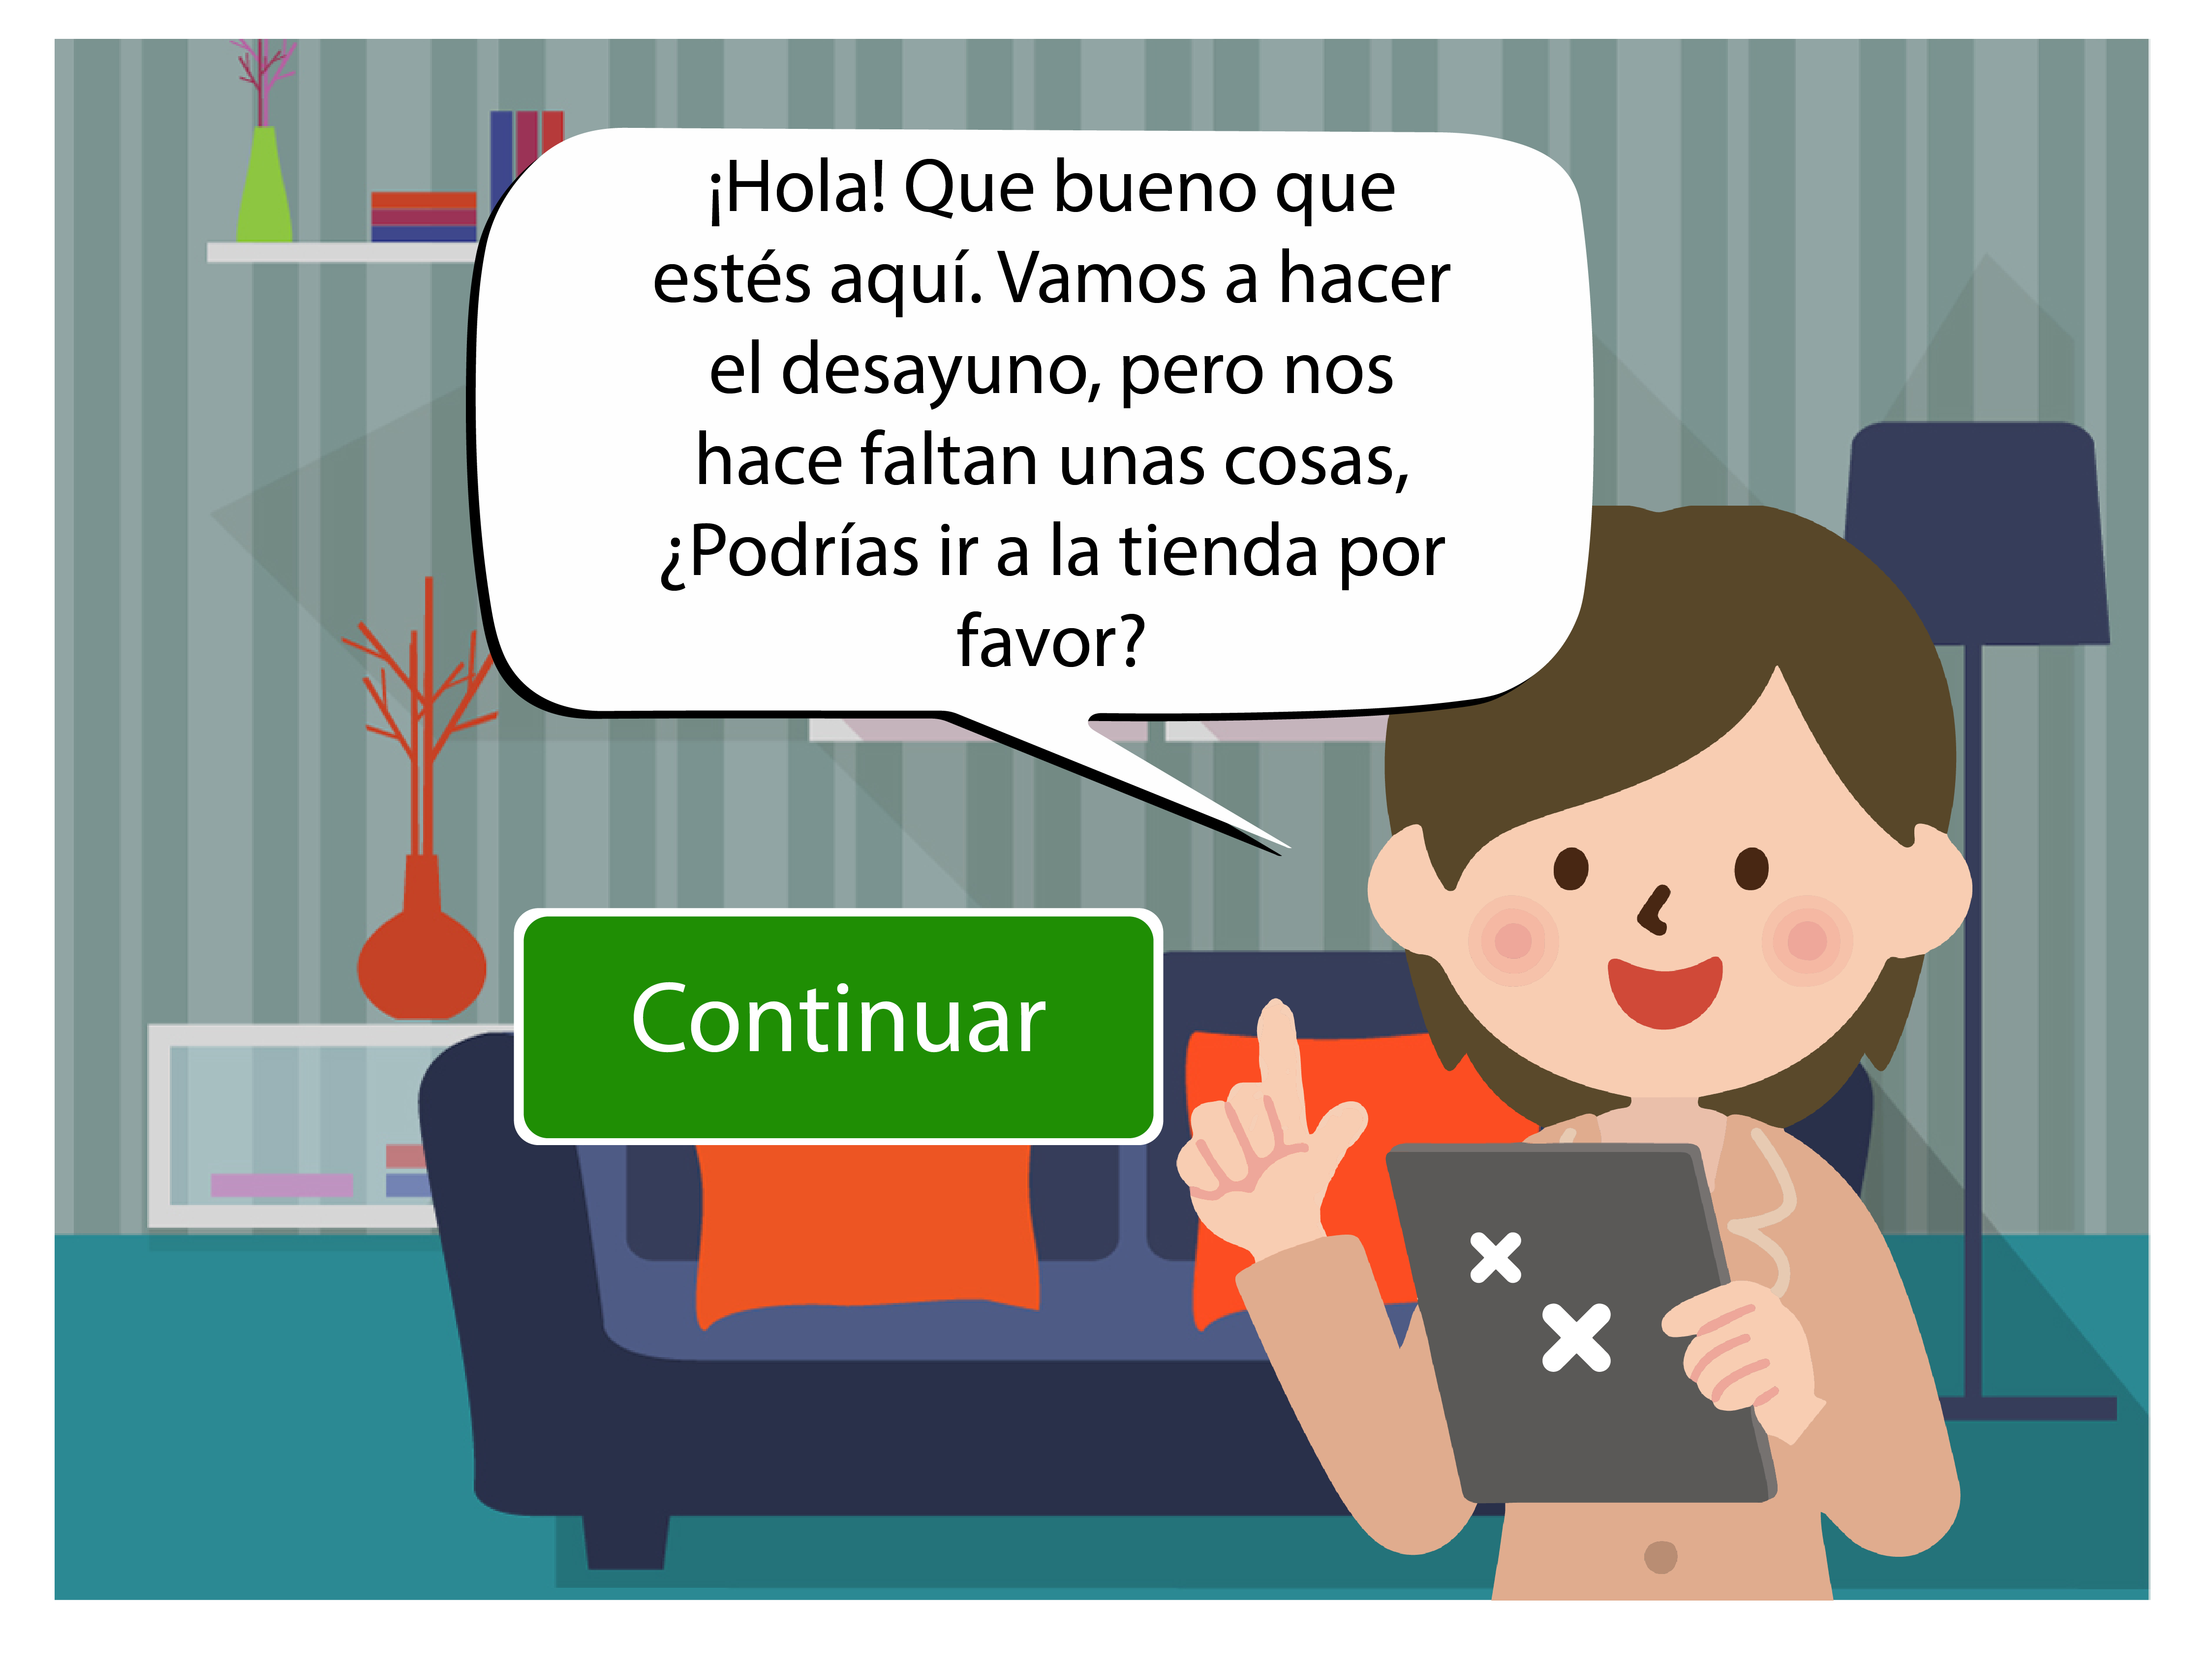 ¡Hola! Que bueno que
estés aquí. Vamos a hacer
el desayuno, pero nos
hace faltan unas cosas,
¿Podrías ir a la tienda por
favor?
Continuar